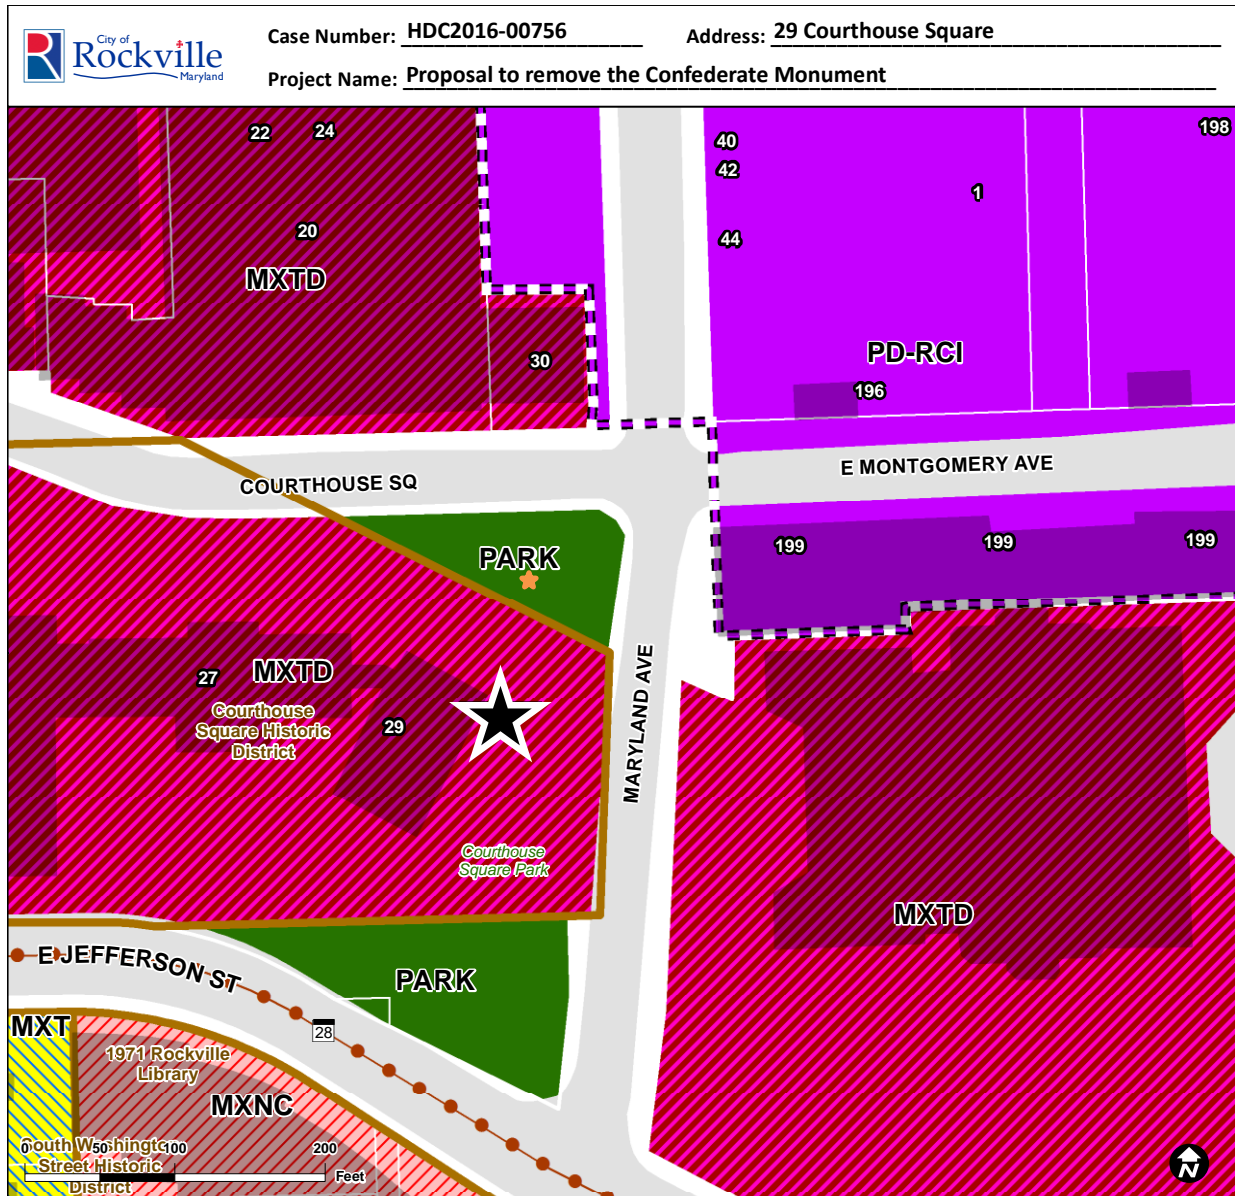 City of
Rockville
Maryland
Case Number: HDC2016-00756
Address: 29 Courthouse Square
Project Name: Proposal to remove the Confederate Monument
22
24
40
198
42
1
20
44
MXTD
PD-RCI
30
196
COURTHOUSE SQ
E MONTGOMERY AVE
199
199
199
PARK
MXTD
27
Courthouse
Square Historic
District
29
MARYLAND AVE
Courthouse
Square Park
MXTD
E JEFFERSON ST
PARK
28
MXT
1971 Rockville
Library
MXNC
South Washington
Street Historic
District
0
50
100
200
Feet
N